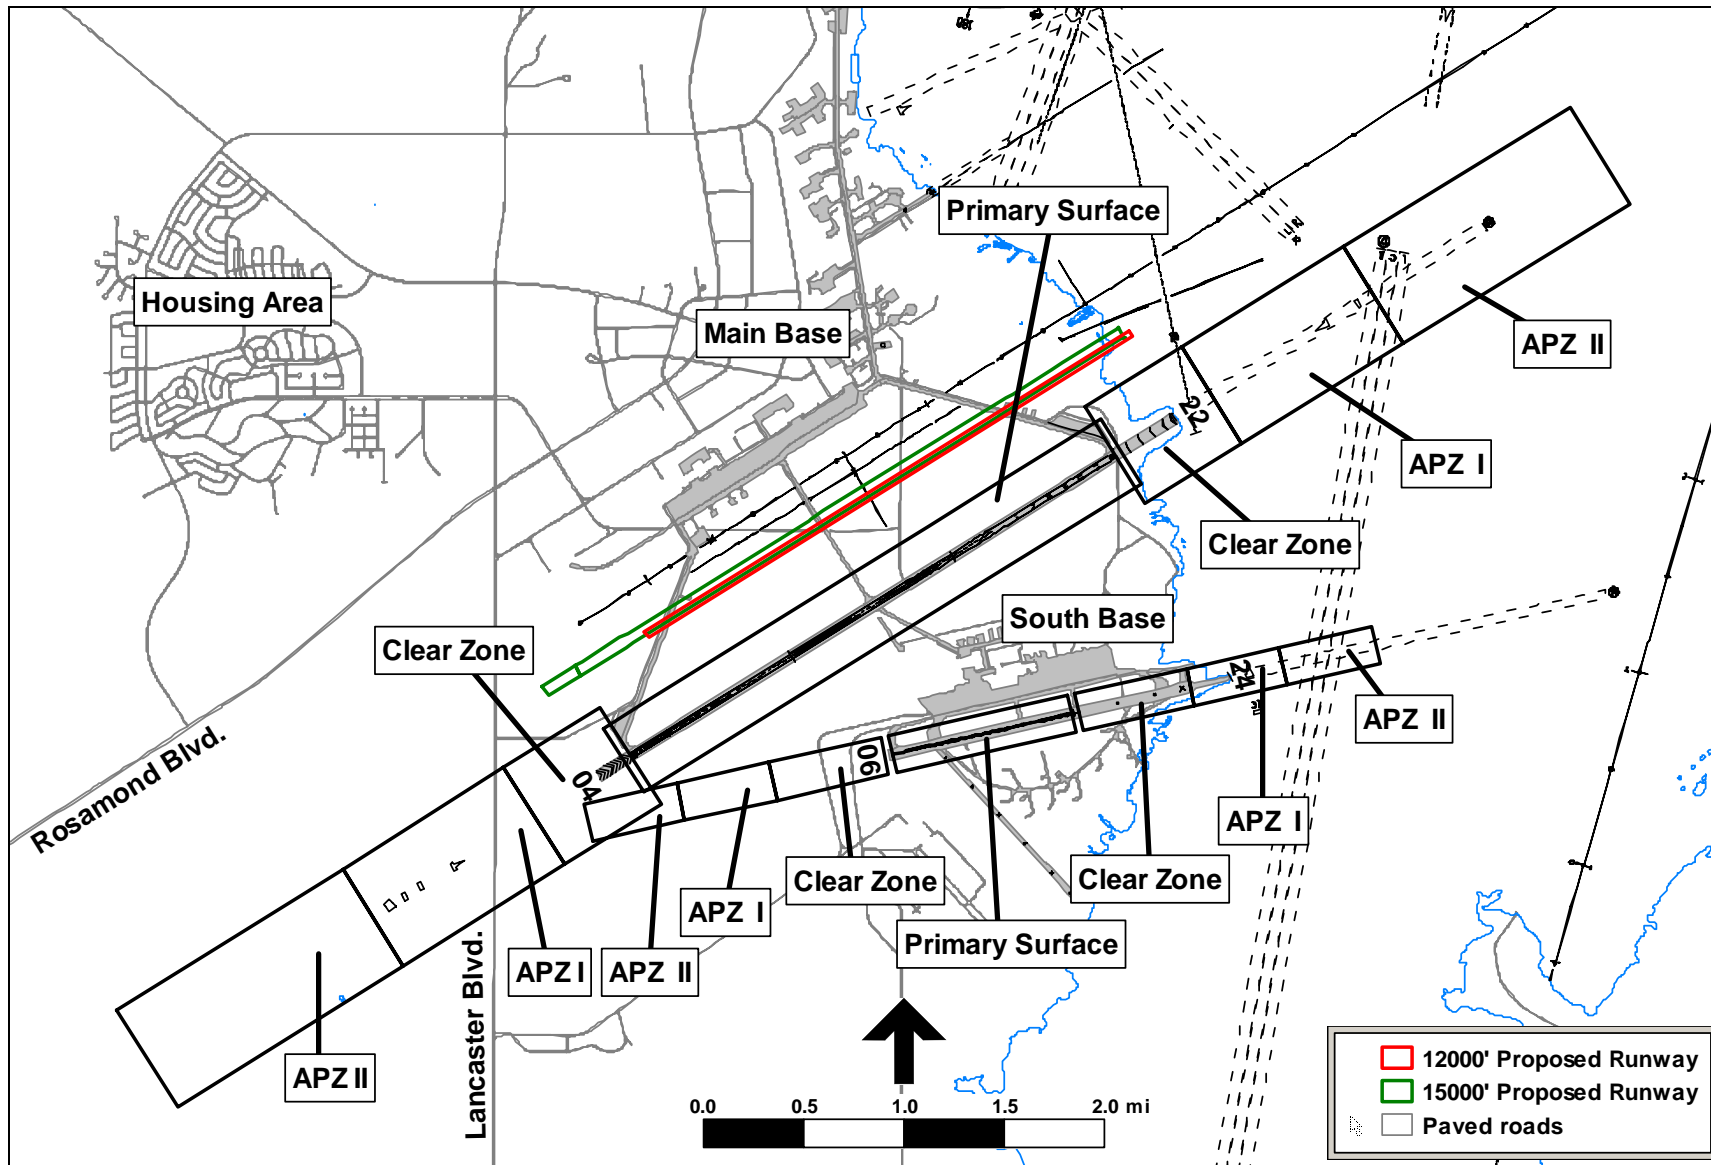 Primary Surface
Housing Area
Main Base
APZ II
22
APZ I
Clear Zone
South Base
Clear Zone
24
APZ II
06
04
Rosamond Blvd.
APZ I
Clear Zone
Clear Zone
APZ I
Primary Surface
APZ I
APZ II
Lancaster Blvd.
APZ II
0.0 0.5 1.0 1.5 2.0 mi
12000' Proposed Runway
15000' Proposed Runway
Paved roads